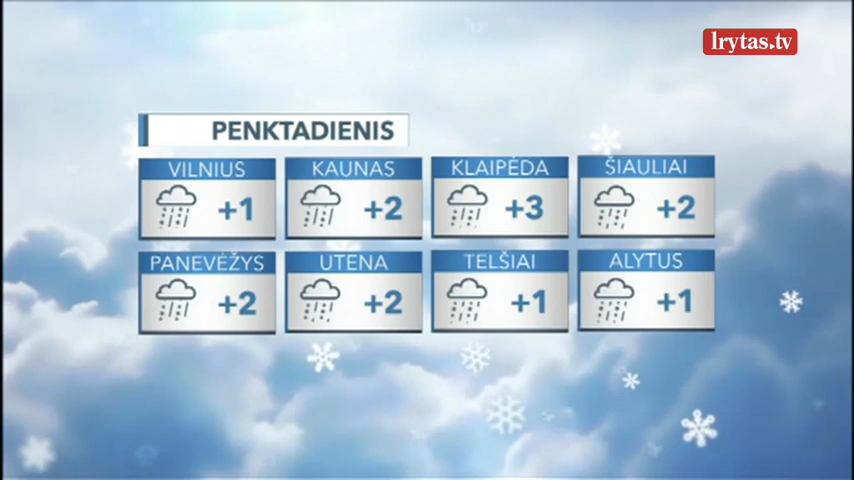 lrytas.tv
PENKTADIENIS
VILNIUS KAUNAS KLAIPĖDA ŠIAULIAI
+1 +2 +3 +2
PANEVĖŽYS UTENA TELŠIAI ALYTUS
+2 +2 +1 +1